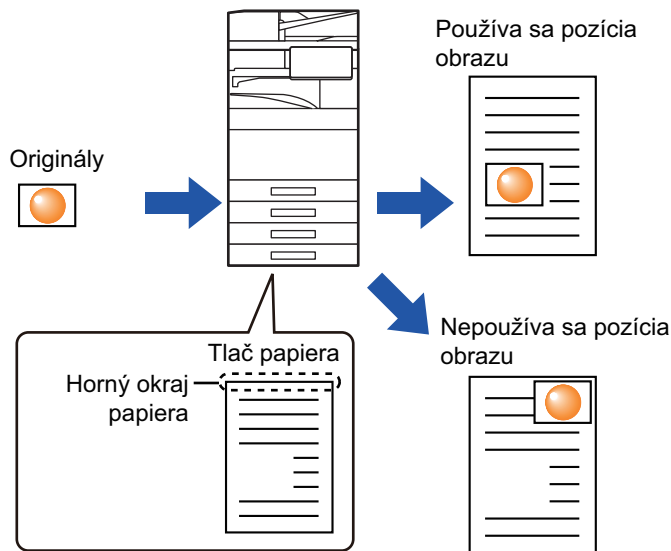 Používa sa pozícia
obrazu
Originály
Nepoužíva sa pozícia
obrazu
Tlač papiera
Horný okraj
papiera